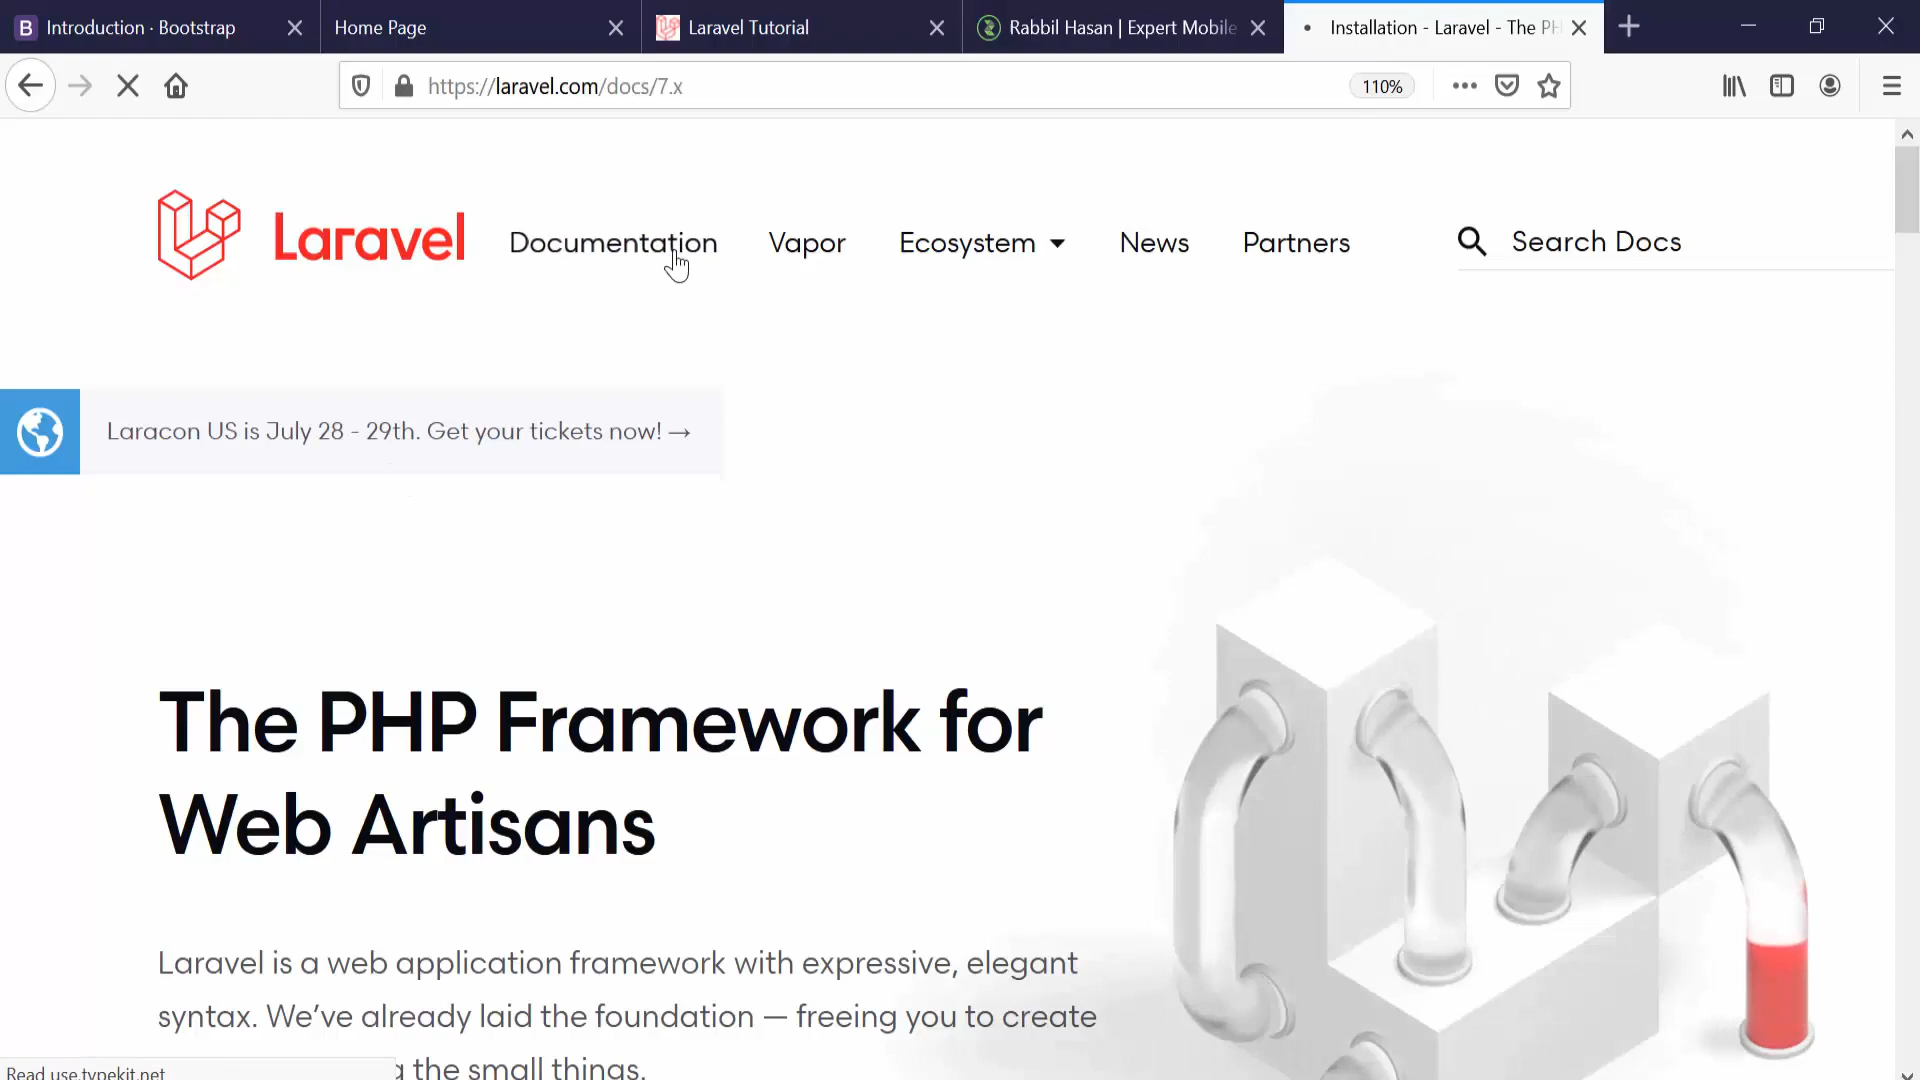 Introduction · Bootstrap
Home Page
Laravel Tutorial
Rabbil Hasan | Expert Mobile
Installation - Laravel - The PH
https://laravel.com/docs/7.x
110%
Laravel
Documentation
Vapor
Ecosystem
News
Partners
Search Docs
Laracon US is July 28 - 29th. Get your tickets now! →
The PHP Framework for
Web Artisans
Laravel is a web application framework with expressive, elegant
syntax. We’ve already laid the foundation — freeing you to create
the small things.
Read use.typekit.net